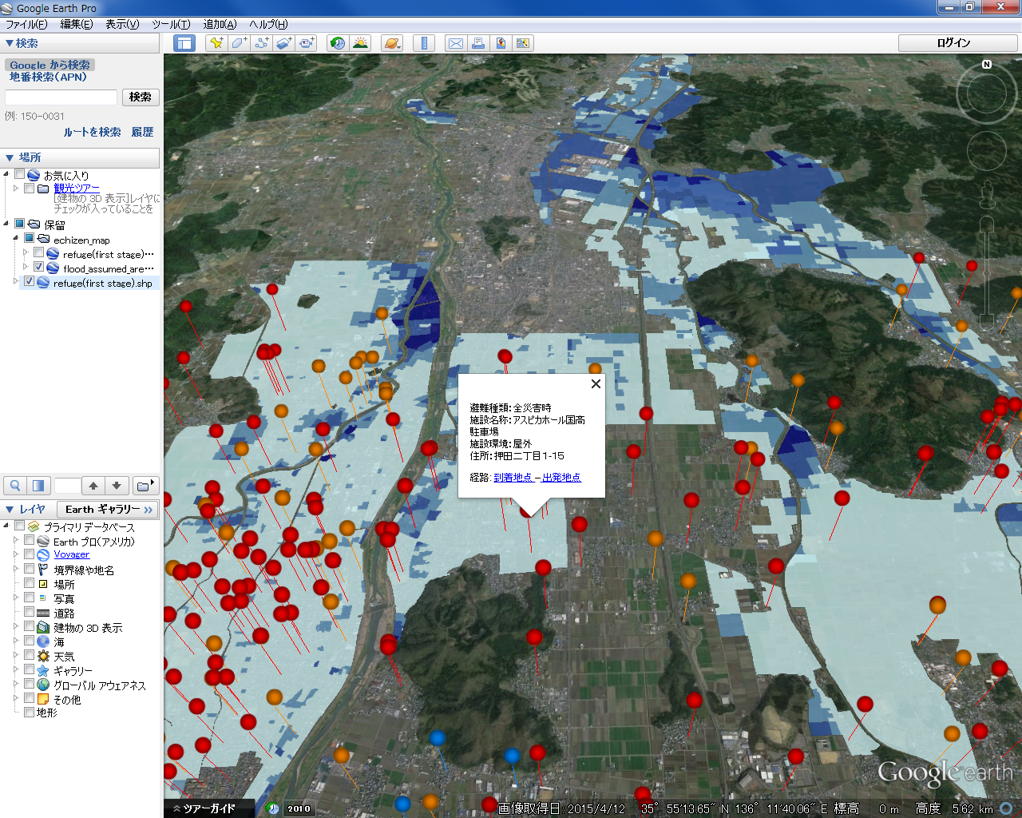 Google Earth Pro
ファイル(F) 編集(E) 表示(V) ツール(T) 追加(A) ヘルプ(H)
▼検索
ログイン
Google から検索
地番検索(APN)
検索
例: 150-0031
ルートを検索 履歴
▼ 場所
お気に入り
観光ツアー
[建物の 3D 表示]レイヤに
チェックが入っていることを
保留
echizen_map
refuge(first stage)…
flood_assumed_are…
refuge(first stage).shp
▼ レイヤ
Earth ギャラリー >>
プライマリ データベース
Earth プロ(アメリカ)
Voyager
境界線や地名
場所
写真
道路
建物の 3D 表示
海
天気
ギャラリー
グローバル アウェアネス
その他
地形
N
避難種類:全災害時
施設名称:アスピカホール国高
駐車場
施設環境:屋外
住所:押田二丁目1-15
経路: 到着地点 - 出発地点
Google earth
ツアーガイド
2010
画像取得日: 2015/4/12 35° 55'13.65" N 136° 11'40.06" E 標高 0 m 高度 5.62 km